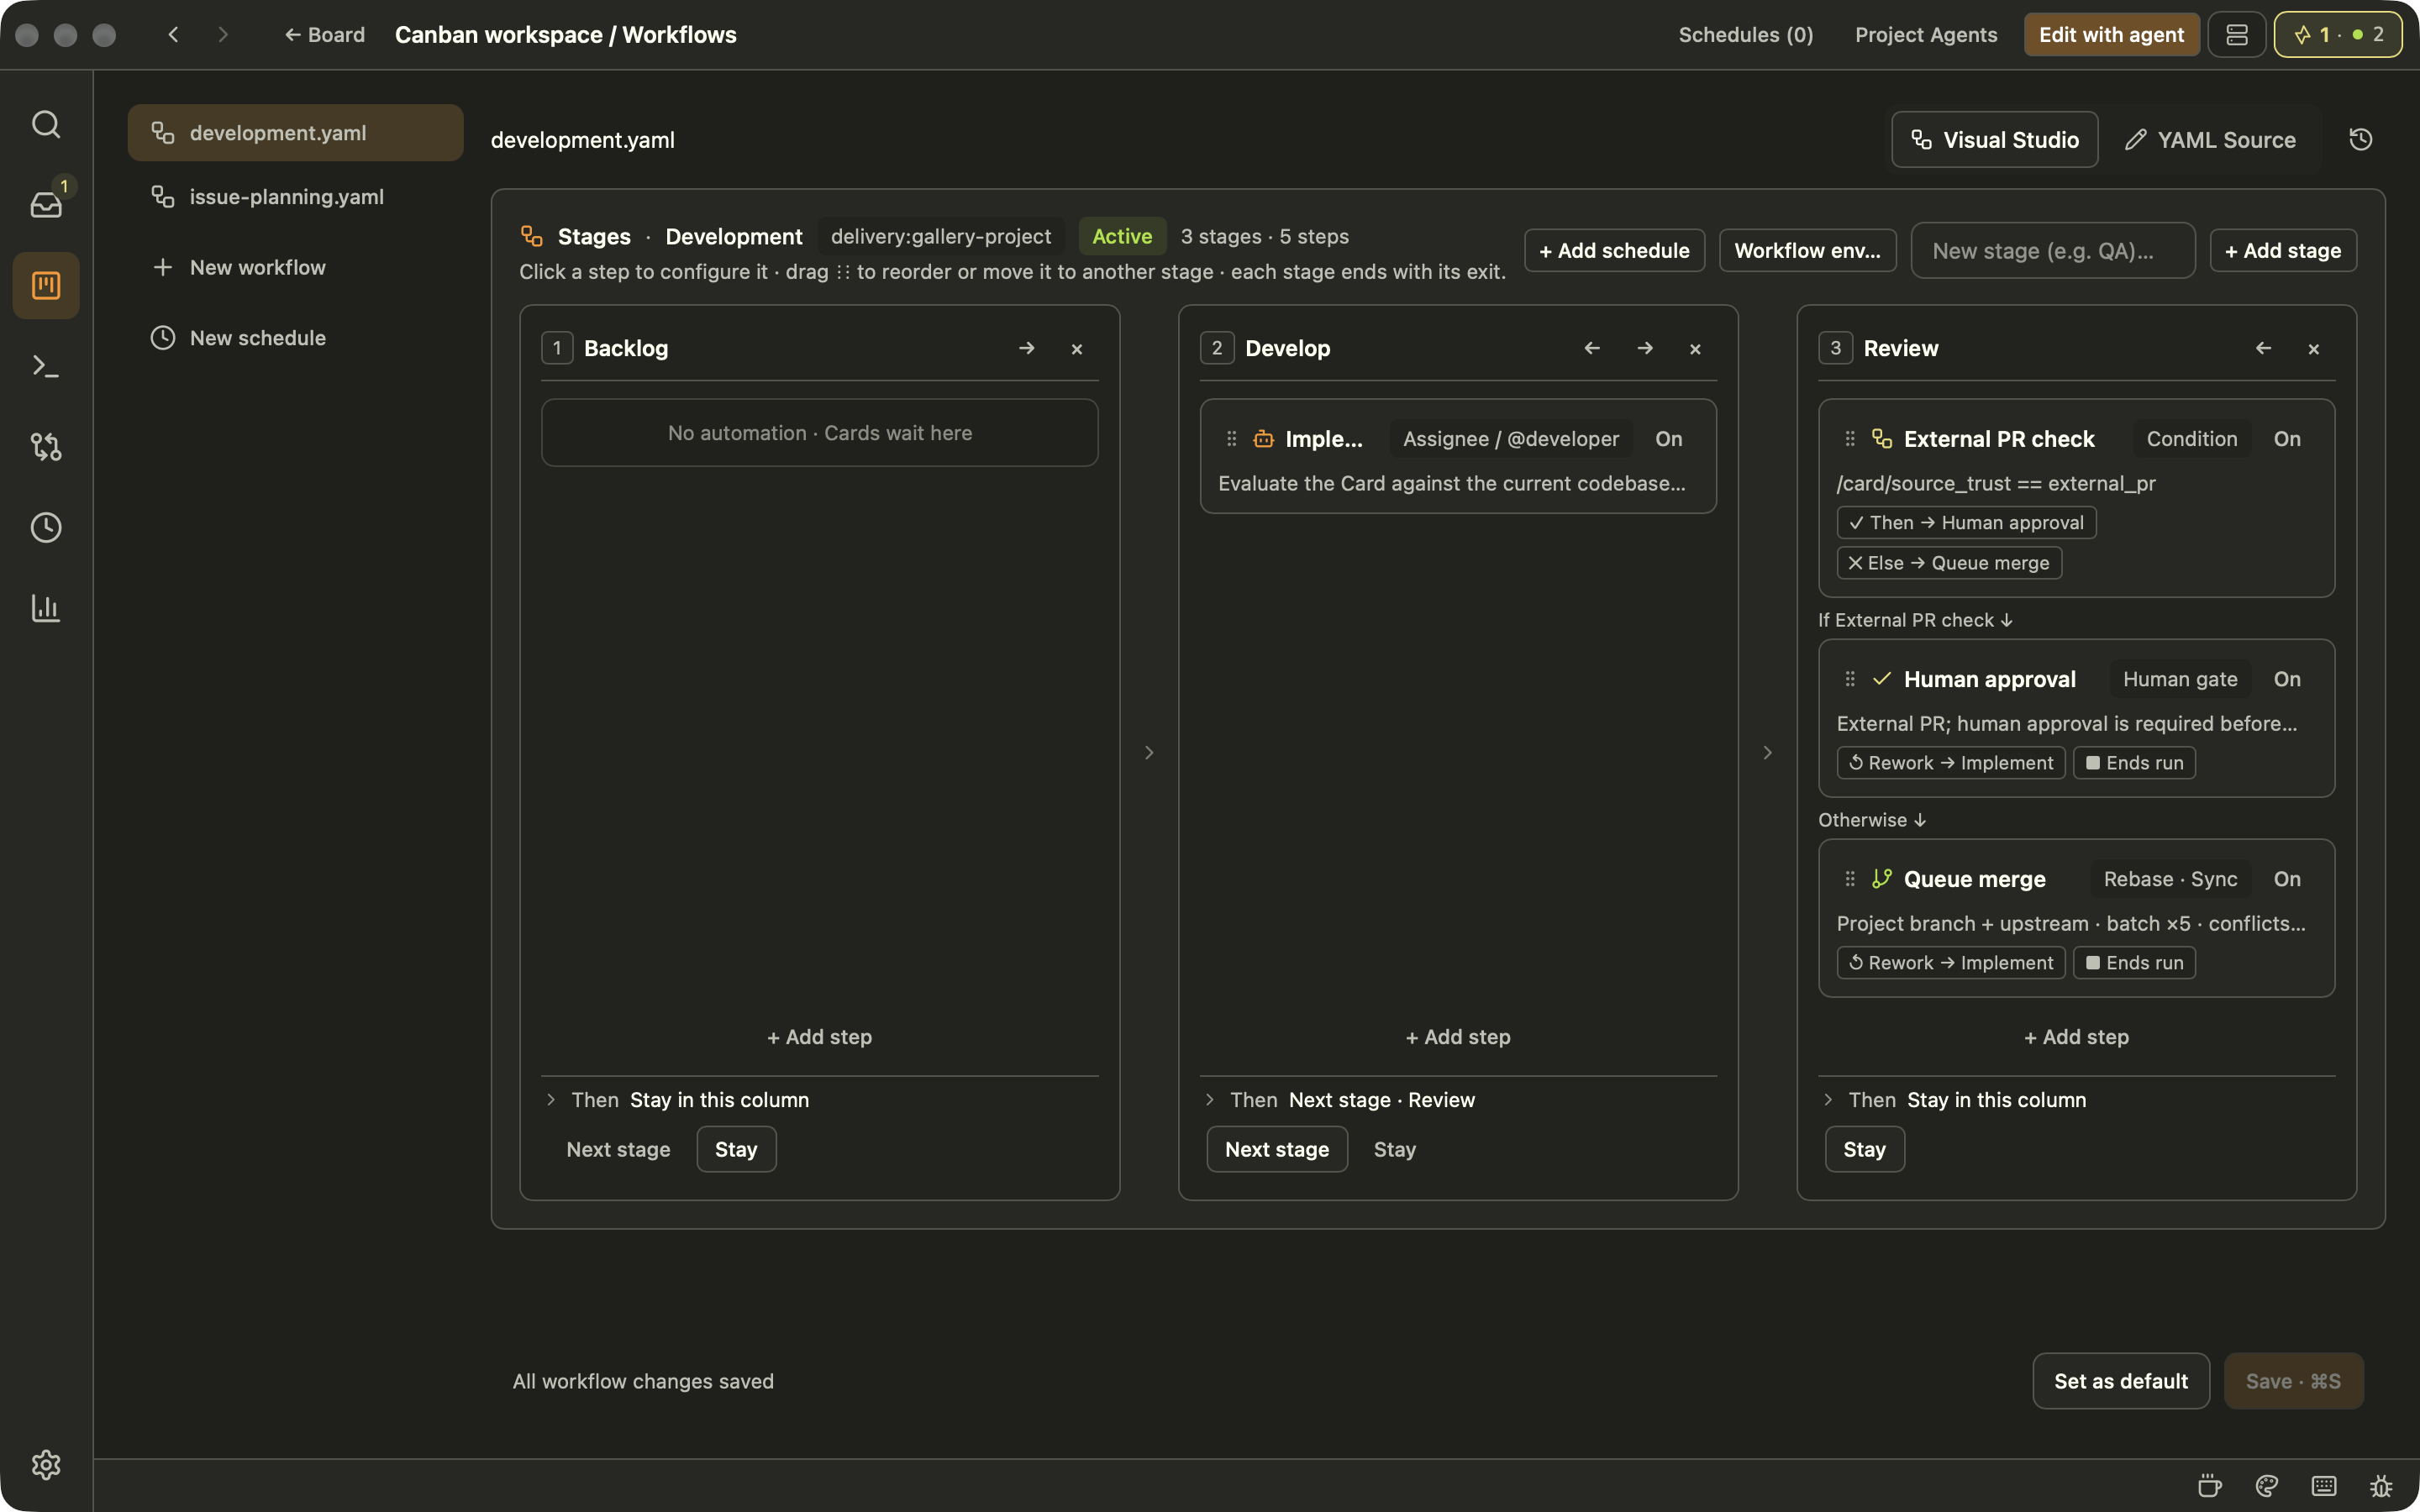 ← Board
Canban workspace / Workflows
Schedules (0)
Project Agents
Edit with agent
1 · 2
1
development.yaml
issue-planning.yaml
New workflow
New schedule
development.yaml
Visual Studio
YAML Source
Stages · Development delivery:gallery-project Active 3 stages · 5 steps
Click a step to configure it · drag ⁝⁝ to reorder or move it to another stage · each stage ends with its exit.
+ Add schedule
Workflow env...
New stage (e.g. QA)...
+ Add stage
1 Backlog → ×
No automation · Cards wait here
+ Add step
Then Stay in this column
Next stage Stay
2 Develop ← → ×
Imple... Assignee / @developer On
Evaluate the Card against the current codebase...
+ Add step
Then Next stage · Review
Next stage Stay
3 Review ← ×
External PR check Condition On
/card/source_trust == external_pr
✓ Then → Human approval
✕ Else → Queue merge
If External PR check ↓
Human approval Human gate On
External PR; human approval is required before...
Rework → Implement Ends run
Otherwise ↓
Queue merge Rebase · Sync On
Project branch + upstream · batch ×5 · conflicts...
Rework → Implement Ends run
+ Add step
Then Stay in this column
Stay
All workflow changes saved
Set as default
Save · ⌘S